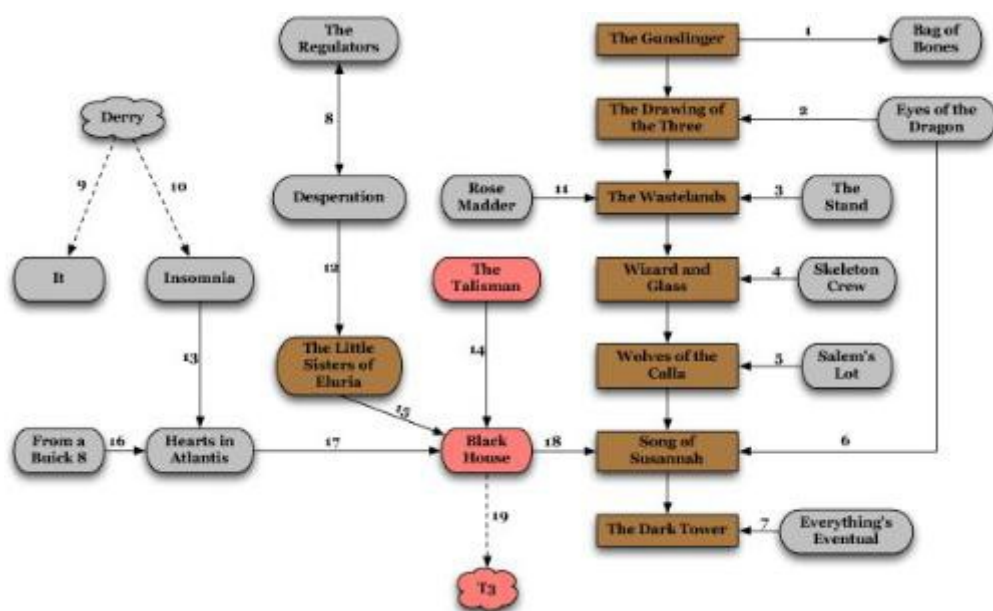 The
Regulators
The Gunslinger
1
Bag of
Bones
Derry
8
The Drawing of
the Three
2
Eyes of the
Dragon
9
10
Desperation
Rose
Madder
11
The Wastelands
3
The
Stand
It
Insomnia
12
The
Talisman
Wizard and
Glass
4
Skeleton
Crew
13
The Little
Sisters of
Eluria
14
Wolves of the
Calla
5
Salem's
Lot
15
From a
Buick 8
16
Hearts in
Atlantis
17
Black
House
18
Song of
Susannah
6
19
The Dark Tower
7
Everything's
Eventual
T3